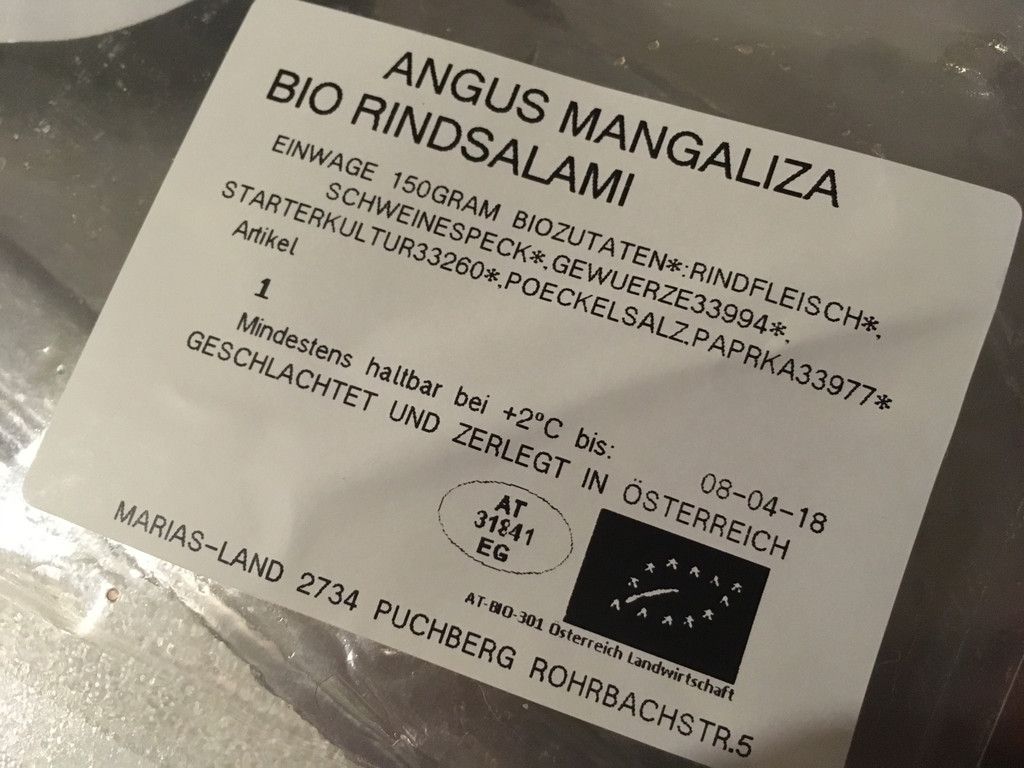 ANGUS MANGALIZA
BIO RINDSALAMI
EINWAGE 150GRAM BIOZUTATEN*:RINDFLEISCH*,
SCHWEINESPECK*,GEWUERZE33994*,
STARTERKULTUR33260*,POECKELSALZ,PAPRKA33977*
Artikel
1
Mindestens haltbar bei +2°C bis: 08-04-18
GESCHLACHTET UND ZERLEGT IN ÖSTERREICH
AT
31841
EG
AT-BIO-301 Österreich Landwirtschaft
MARIAS-LAND 2734 PUCHBERG ROHRBACHSTR.5